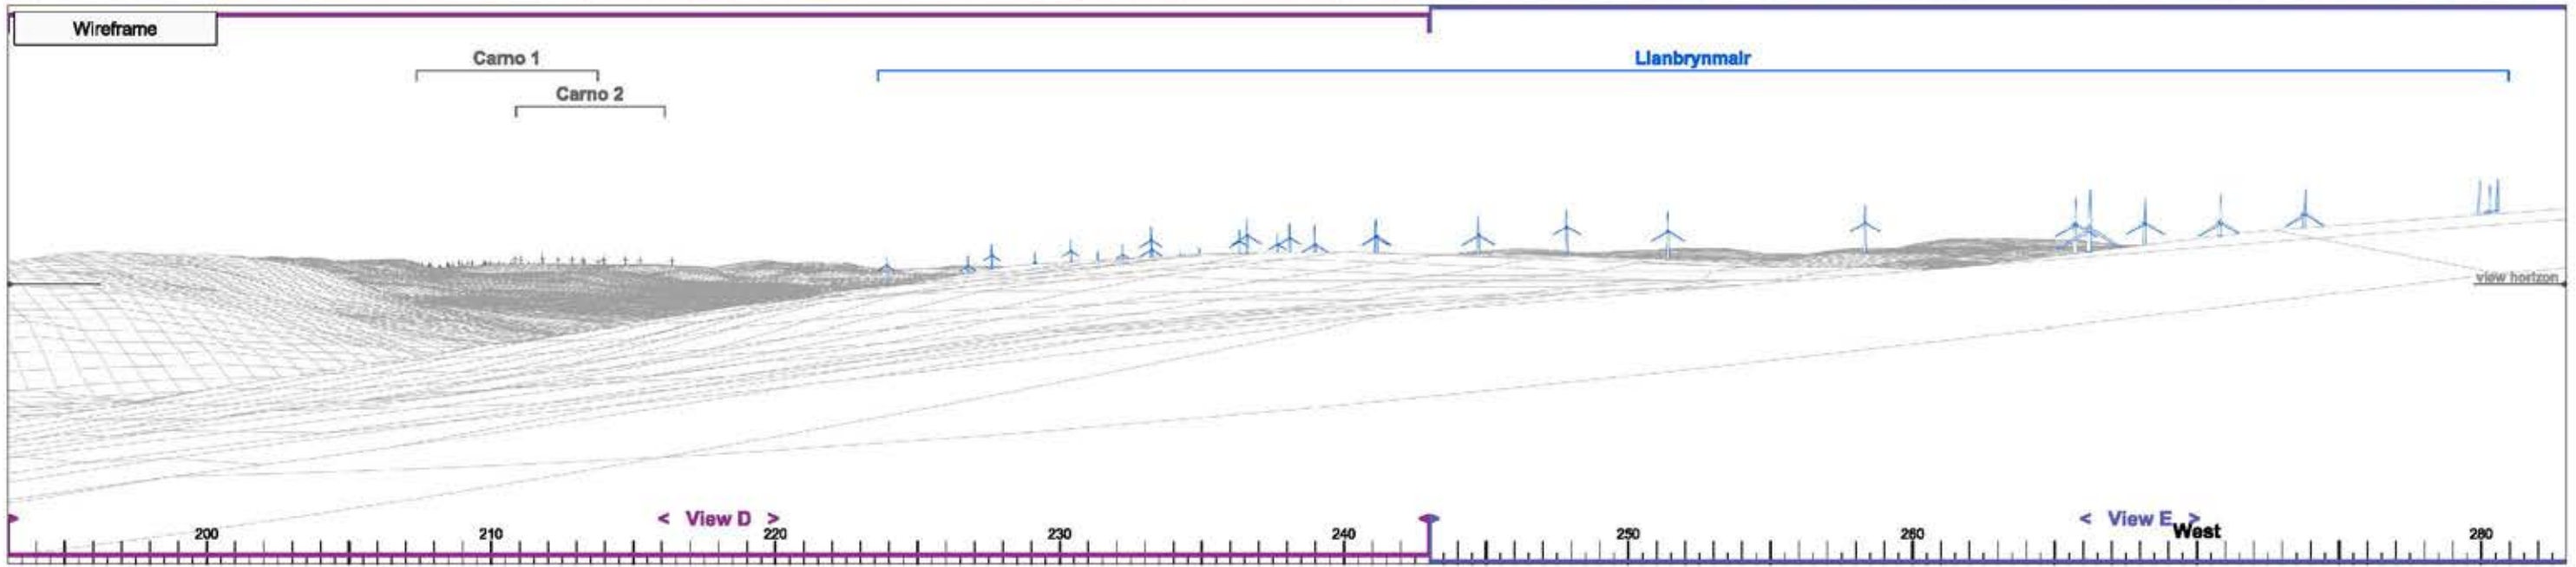 Wireframe
Carno 1
Llanbrynmair
Carno 2
view horizon
< View D >
< View E >
200 210 220 230 240 250 260 West 280